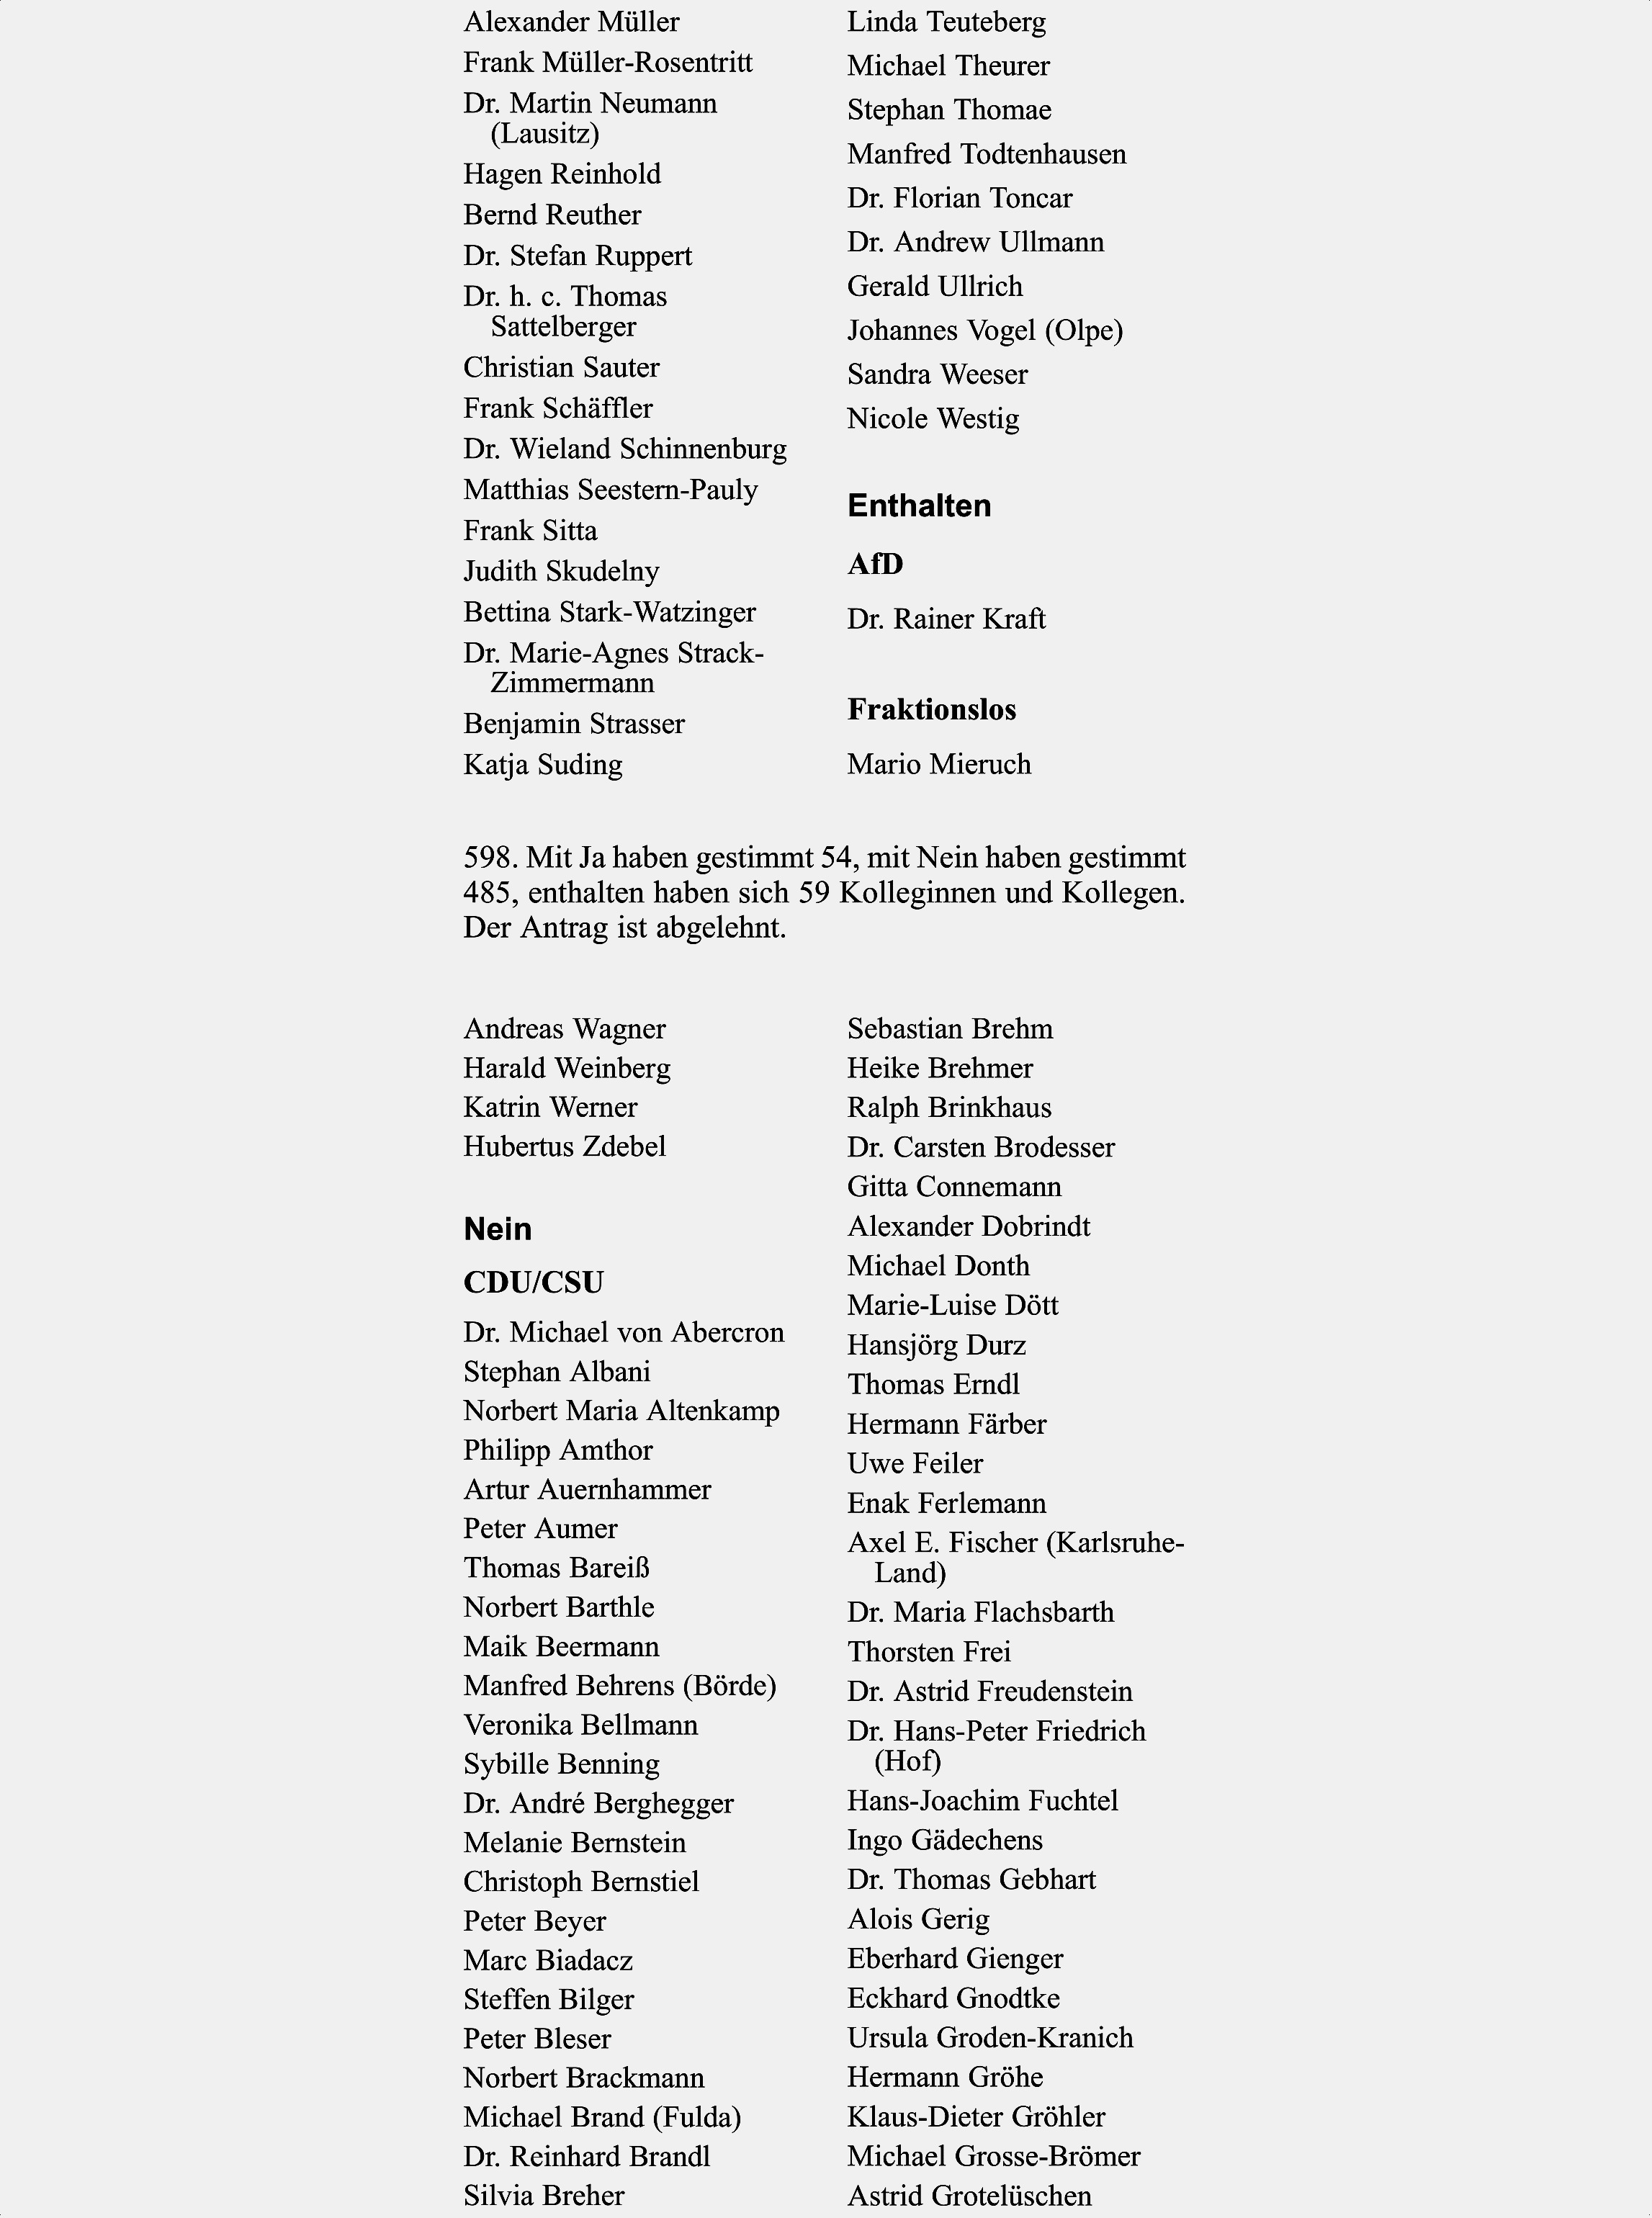 Alexander Müller
Frank Müller-Rosentritt
Dr. Martin Neumann
(Lausitz)
Hagen Reinhold
Bernd Reuther
Dr. Stefan Ruppert
Dr. h. c. Thomas
Sattelberger
Christian Sauter
Frank Schäffler
Dr. Wieland Schinnenburg
Matthias Seestern-Pauly
Frank Sitta
Judith Skudelny
Bettina Stark-Watzinger
Dr. Marie-Agnes Strack-
Zimmermann
Benjamin Strasser
Katja Suding
Linda Teuteberg
Michael Theurer
Stephan Thomae
Manfred Todtenhausen
Dr. Florian Toncar
Dr. Andrew Ullmann
Gerald Ullrich
Johannes Vogel (Olpe)
Sandra Weeser
Nicole Westig
Enthalten
AfD
Dr. Rainer Kraft
Fraktionslos
Mario Mieruch
598. Mit Ja haben gestimmt 54, mit Nein haben gestimmt
485, enthalten haben sich 59 Kolleginnen und Kollegen.
Der Antrag ist abgelehnt.
Andreas Wagner
Harald Weinberg
Katrin Werner
Hubertus Zdebel
Nein
CDU/CSU
Dr. Michael von Abercron
Stephan Albani
Norbert Maria Altenkamp
Philipp Amthor
Artur Auernhammer
Peter Aumer
Thomas Bareiß
Norbert Barthle
Maik Beermann
Manfred Behrens (Börde)
Veronika Bellmann
Sybille Benning
Dr. André Berghegger
Melanie Bernstein
Christoph Bernstiel
Peter Beyer
Marc Biadacz
Steffen Bilger
Peter Bleser
Norbert Brackmann
Michael Brand (Fulda)
Dr. Reinhard Brandl
Silvia Breher
Sebastian Brehm
Heike Brehmer
Ralph Brinkhaus
Dr. Carsten Brodesser
Gitta Connemann
Alexander Dobrindt
Michael Donth
Marie-Luise Dött
Hansjörg Durz
Thomas Erndl
Hermann Färber
Uwe Feiler
Enak Ferlemann
Axel E. Fischer (Karlsruhe-
Land)
Dr. Maria Flachsbarth
Thorsten Frei
Dr. Astrid Freudenstein
Dr. Hans-Peter Friedrich
(Hof)
Hans-Joachim Fuchtel
Ingo Gädechens
Dr. Thomas Gebhart
Alois Gerig
Eberhard Gienger
Eckhard Gnodtke
Ursula Groden-Kranich
Hermann Gröhe
Klaus-Dieter Gröhler
Michael Grosse-Brömer
Astrid Grotelüschen